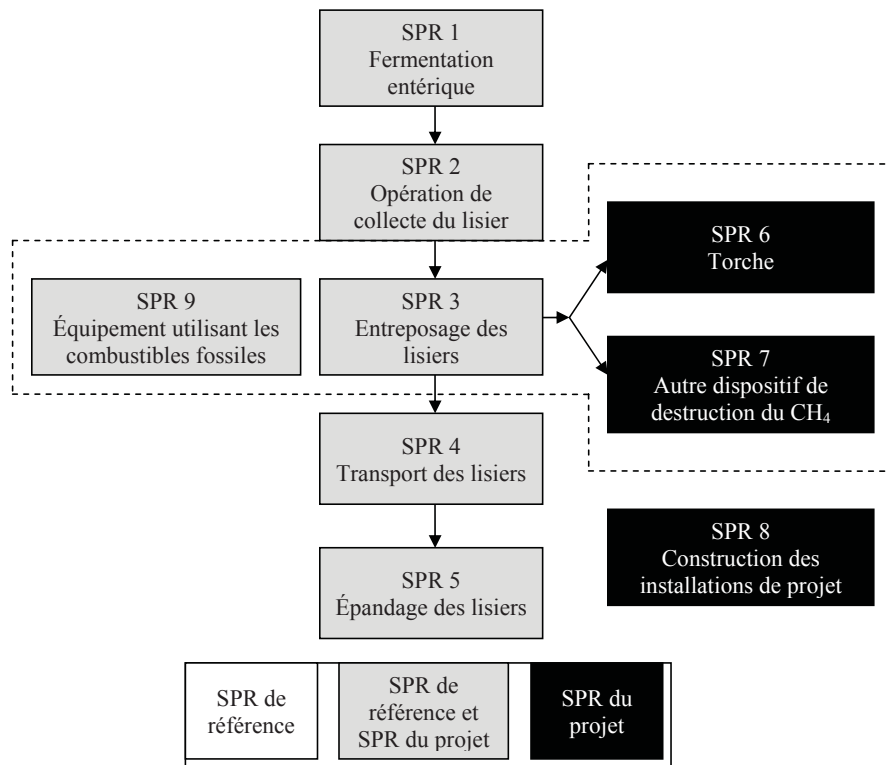 SPR 1
Fermentation
entérique
SPR 2
Opération de
collecte du lisier
SPR 6
Torche
SPR 9
Équipement utilisant les
combustibles fossiles
SPR 3
Entreposage des
lisiers
SPR 7
Autre dispositif de
destruction du CH₄
SPR 4
Transport des lisiers
SPR 8
Construction des
installations de projet
SPR 5
Épandage des lisiers
SPR de
référence
SPR de
référence et
SPR du projet
SPR du
projet